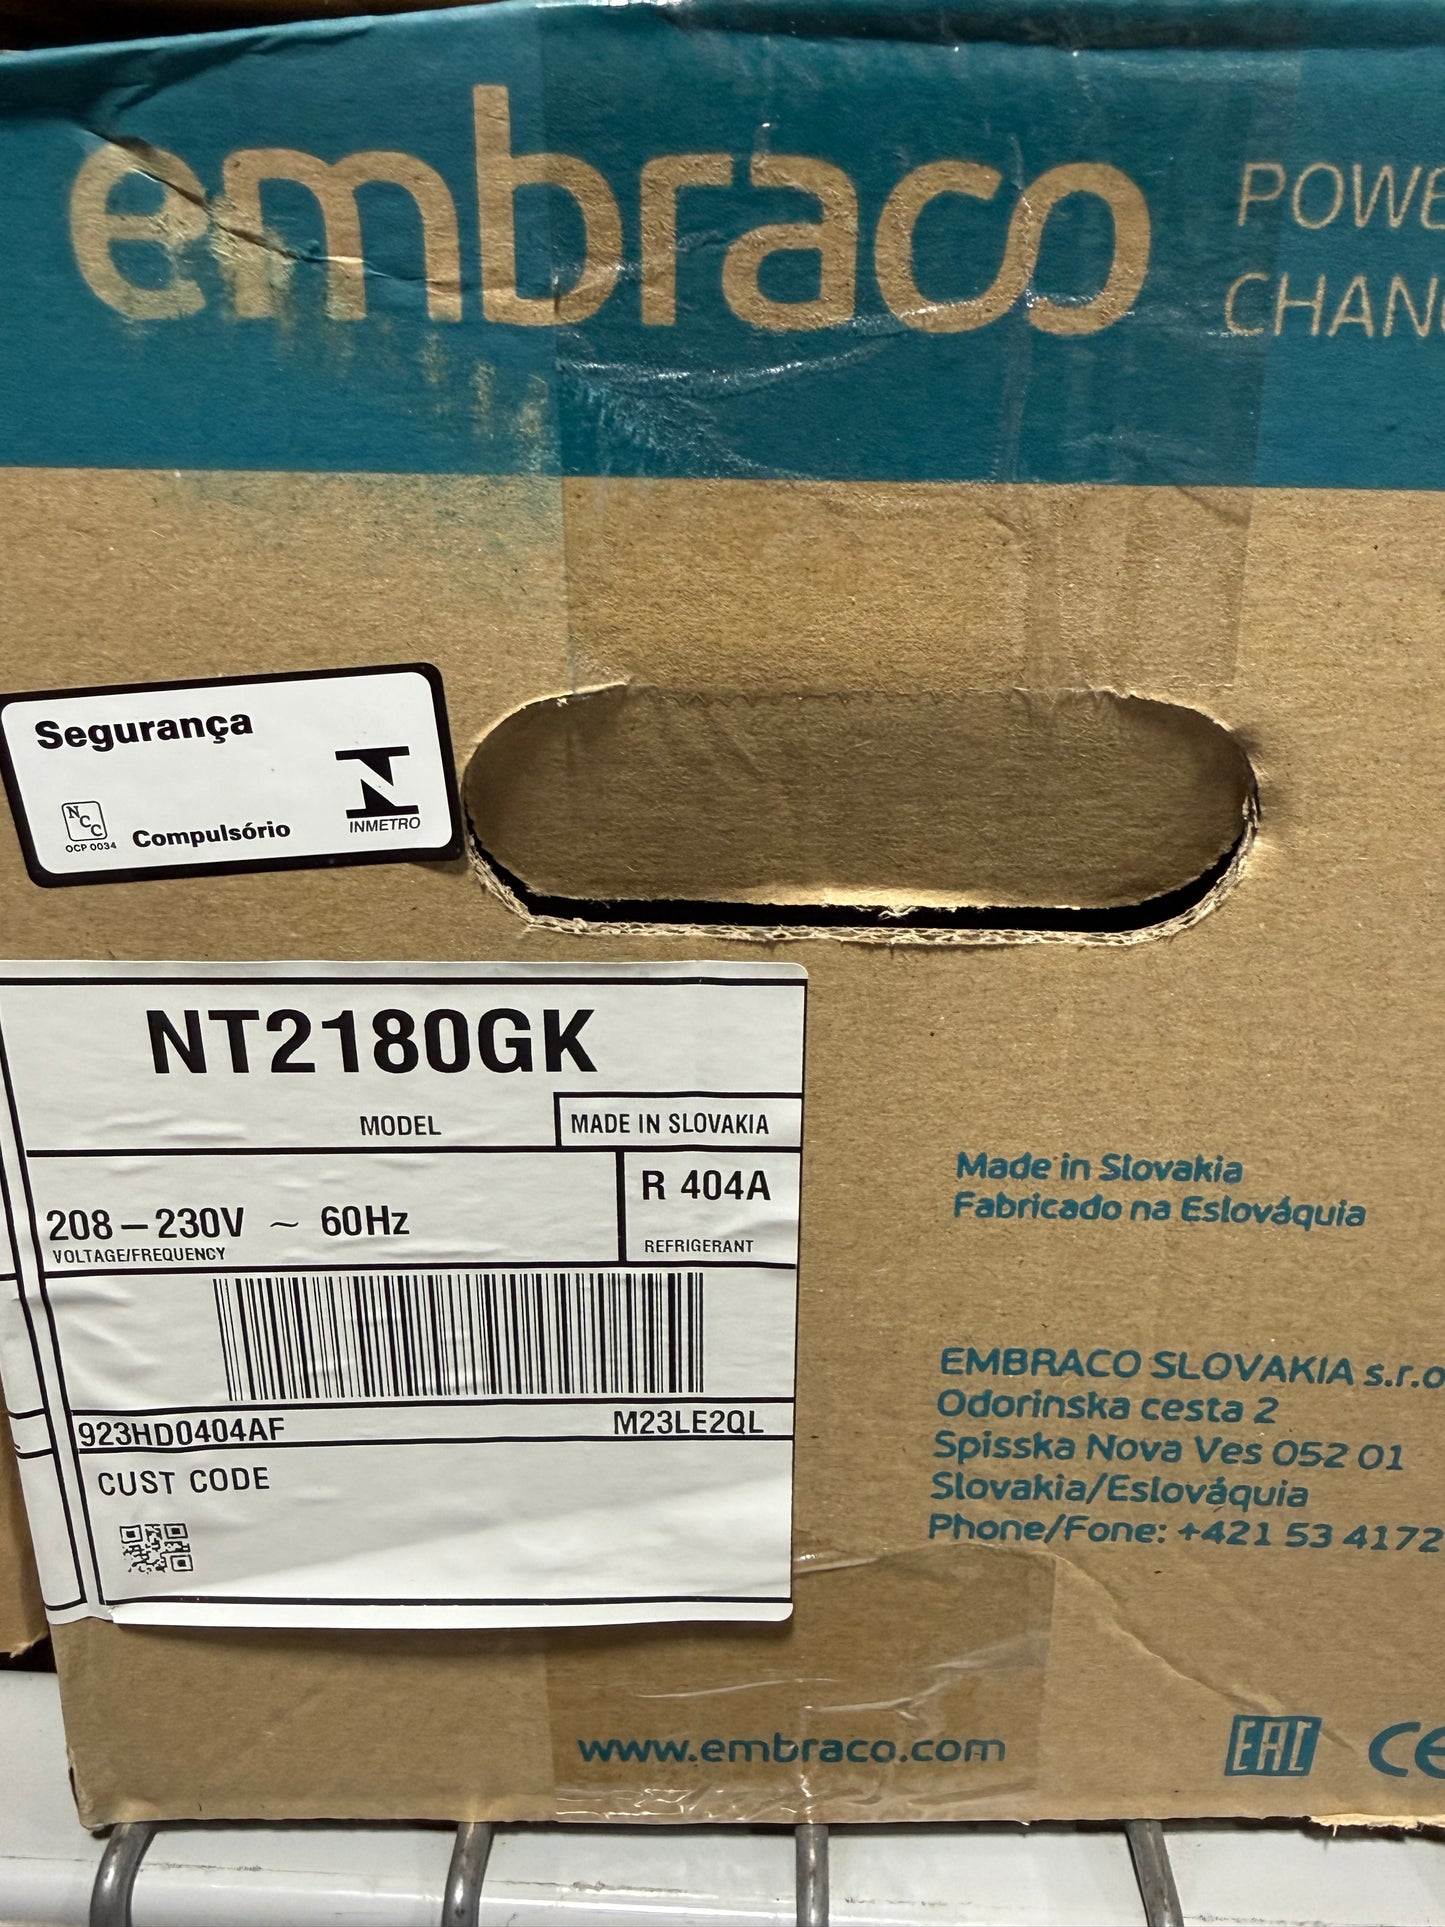 embraco
Segurança
NCC
OCP 0034
Compulsório
INMETRO
NT2180GK
MODEL
MADE IN SLOVAKIA
208-230V ~ 60Hz
VOLTAGE/FREQUENCY
R 404A
REFRIGERANT
923HD0404AF M23LE2QL
CUST CODE
Made in Slovakia
Fabricado na Eslováquia
EMBRACO SLOVAKIA s.r.o
Odorinska cesta 2
Spisska Nova Ves 052 01
Slovakia/Eslováquia
Phone/Fone: +421 53 4172
www.embraco.com
EAC CE